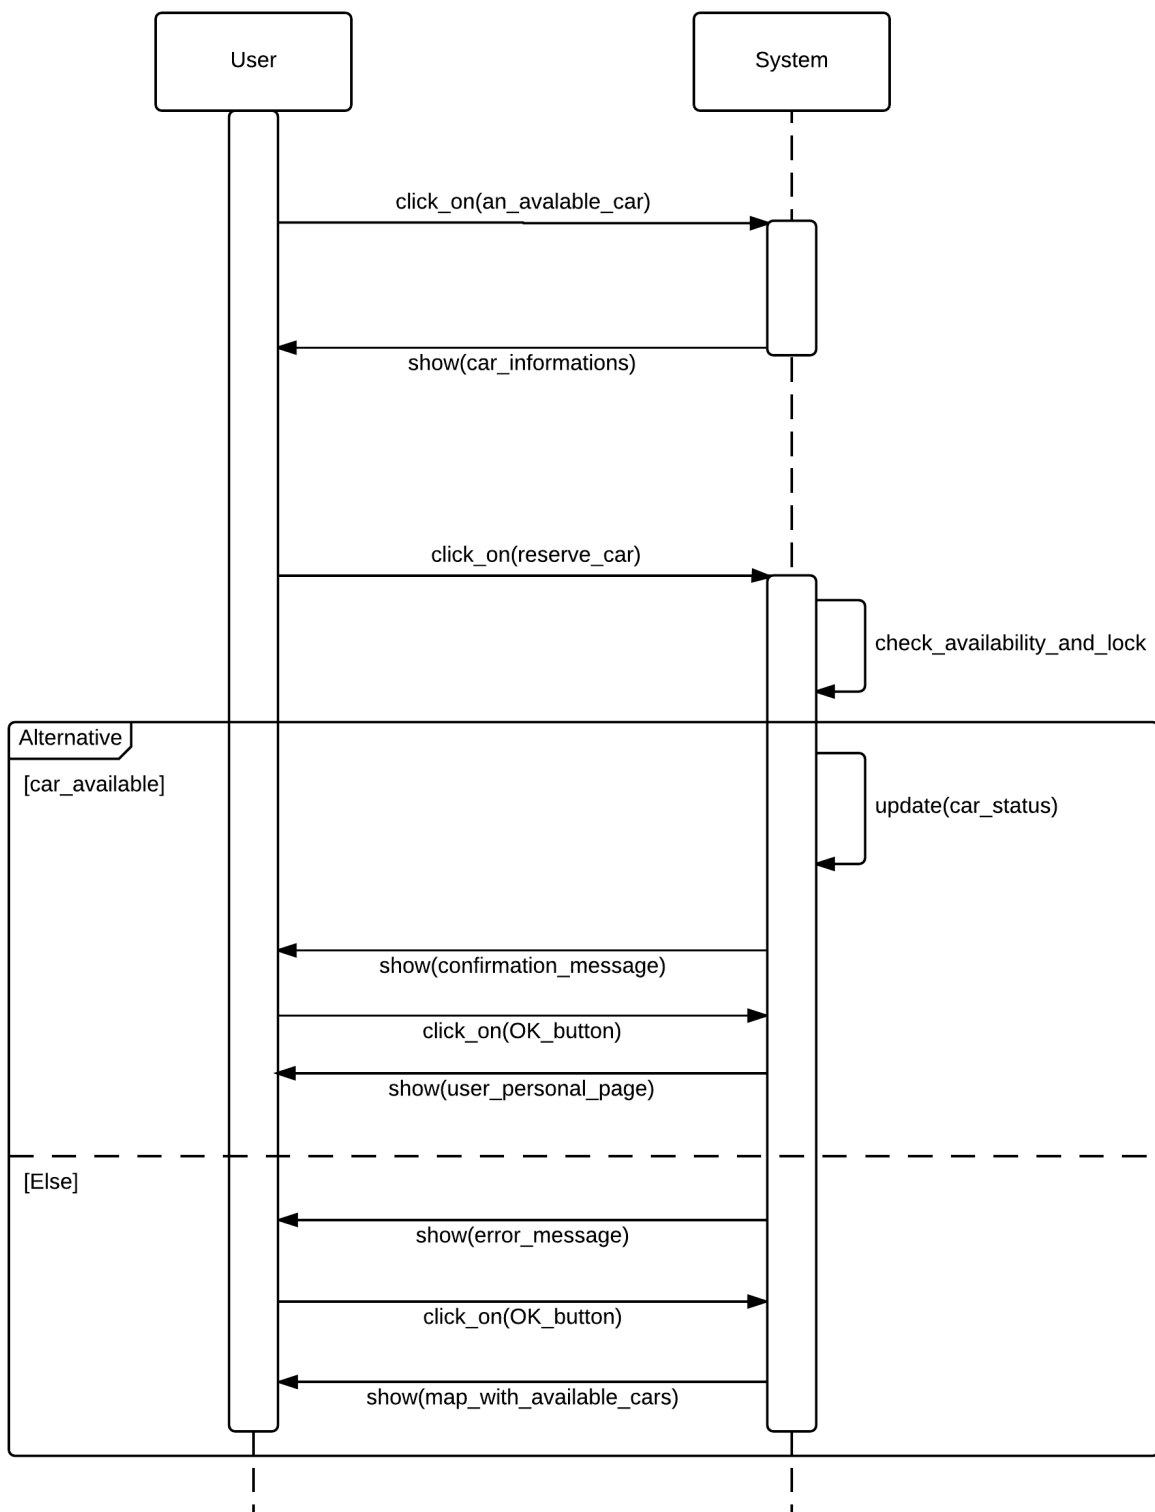 User
System
click_on(an_avalable_car)
show(car_informations)
click_on(reserve_car)
check_availability_and_lock
Alternative
[car_available]
update(car_status)
show(confirmation_message)
click_on(OK_button)
show(user_personal_page)
[Else]
show(error_message)
click_on(OK_button)
show(map_with_available_cars)